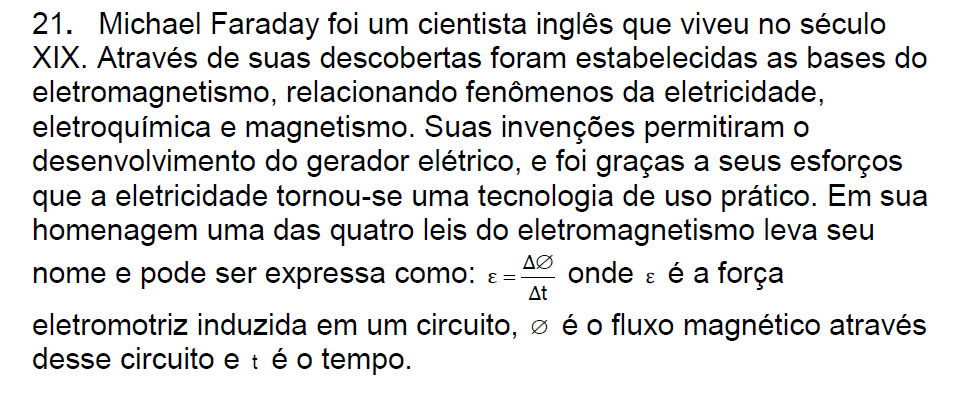 21. Michael Faraday foi um cientista inglês que viveu no século
XIX. Através de suas descobertas foram estabelecidas as bases do
eletromagnetismo, relacionando fenômenos da eletricidade,
eletroquímica e magnetismo. Suas invenções permitiram o
desenvolvimento do gerador elétrico, e foi graças a seus esforços
que a eletricidade tornou-se uma tecnologia de uso prático. Em sua
homenagem uma das quatro leis do eletromagnetismo leva seu
nome e pode ser expressa como: ε = Δ∅/Δt onde ε é a força
eletromotriz induzida em um circuito, ∅ é o fluxo magnético através
desse circuito e t é o tempo.